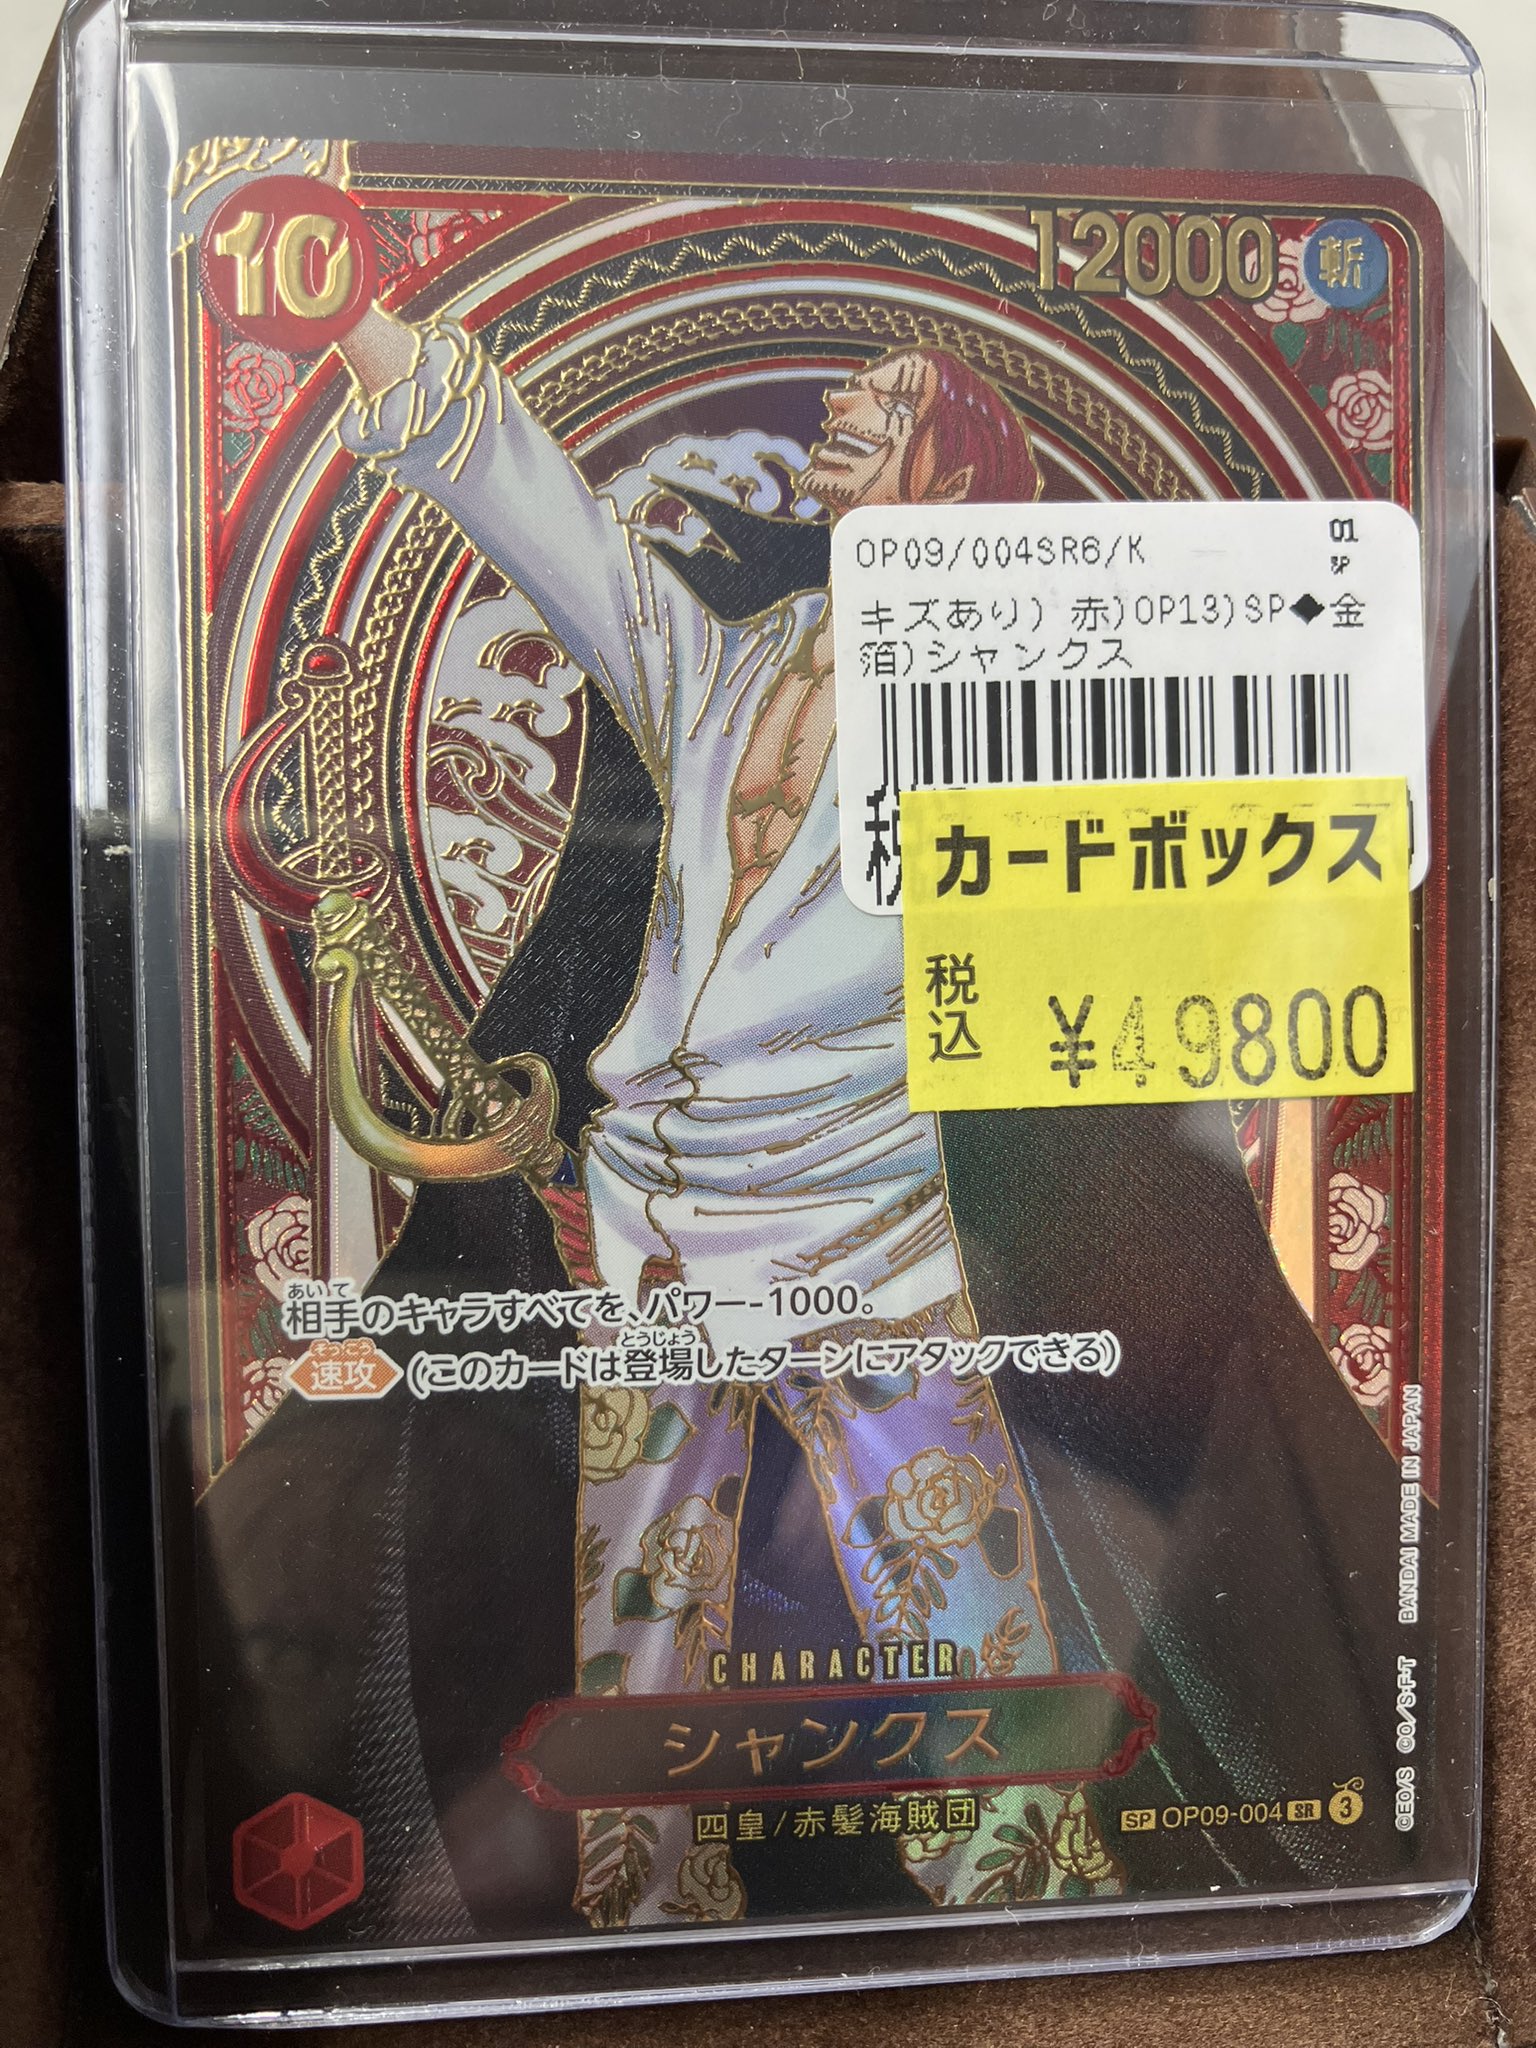 10
12000 斬
OP09/004SR6/K
01
SP
キズあり) 赤)OP13)SP◆金
箔)シャンクス
カードボックス
税込
¥49800
相手のキャラすべてを、パワー-1000。
あいて
速攻 (このカードは登場したターンにアタックできる)
そっこう
とうじょう
CHARACTER
シャンクス
四皇/赤髪海賊団
SP OP09-004 SR 3
©EO/S ©O/S・F・T BANDAI MADE IN JAPAN